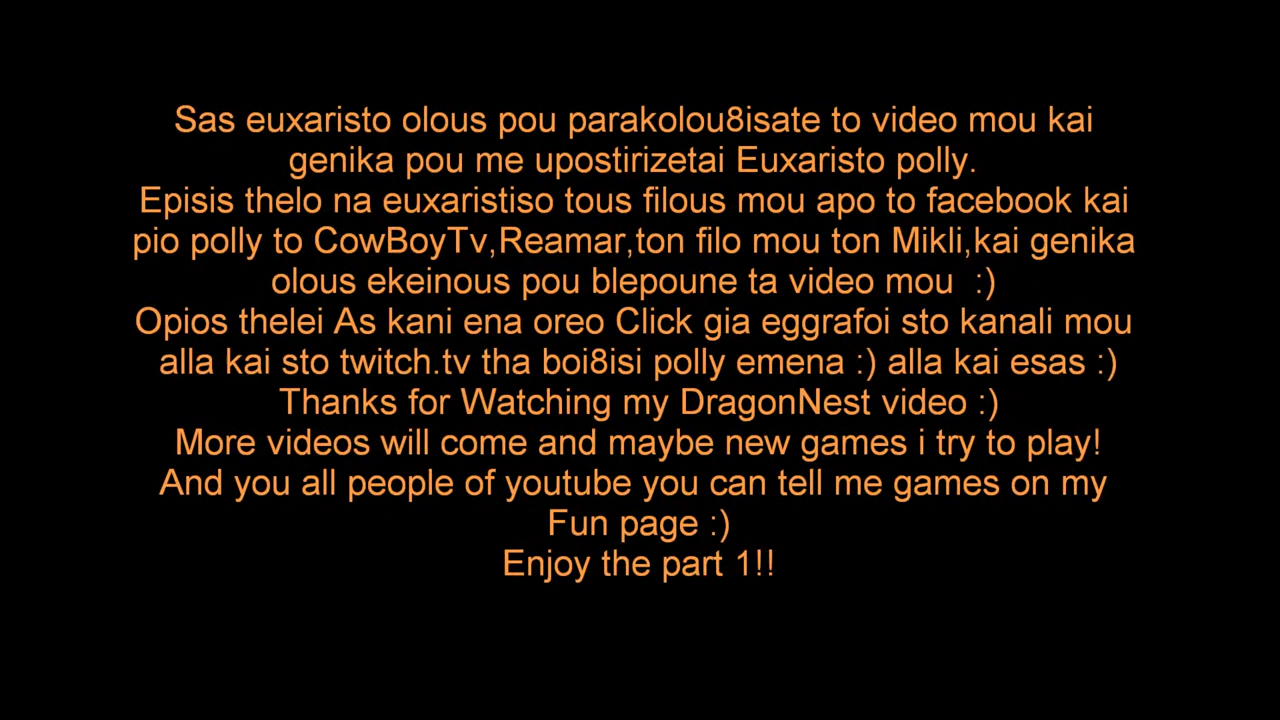 Sas euxaristo olous pou parakolou8isate to video mou kai
genika pou me upostirizetai Euxaristo polly.
Episis thelo na euxaristiso tous filous mou apo to facebook kai
pio polly to CowBoyTv,Reamar,ton filo mou ton Mikli,kai genika
olous ekeinous pou blepoune ta video mou  :)
Opios thelei As kani ena oreo Click gia eggrafoi sto kanali mou
alla kai sto twitch.tv tha boi8isi polly emena :) alla kai esas :)
Thanks for Watching my DragonNest video :)
More videos will come and maybe new games i try to play!
And you all people of youtube you can tell me games on my
Fun page :)
Enjoy the part 1!!